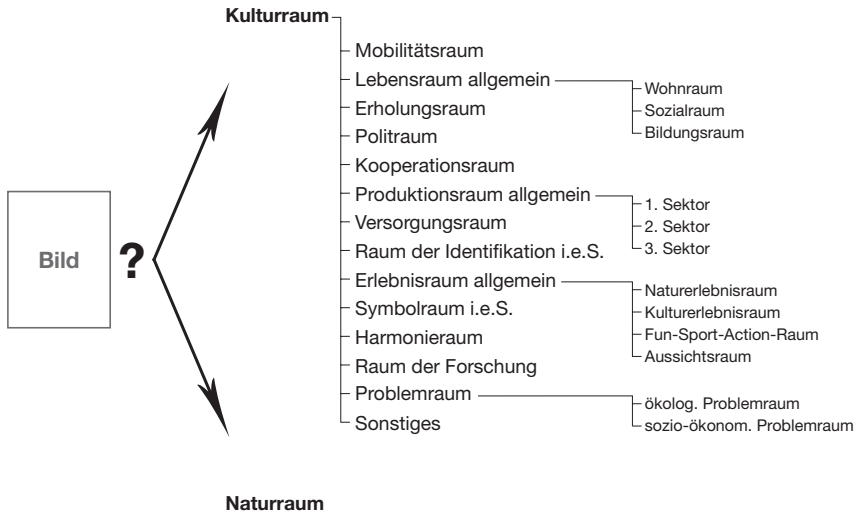 Kulturraum
Mobilitätsraum
Lebensraum allgemein
Wohnraum
Sozialraum
Bildungsraum
Erholungsraum
Politraum
Kooperationsraum
Produktionsraum allgemein
1. Sektor
2. Sektor
3. Sektor
Versorgungsraum
Raum der Identifikation i.e.S.
Erlebnisraum allgemein
Naturerlebnisraum
Kulturerlebnisraum
Fun-Sport-Action-Raum
Aussichtsraum
Symbolraum i.e.S.
Harmonieraum
Raum der Forschung
Problemraum
ökolog. Problemraum
sozio-ökonom. Problemraum
Sonstiges
Bild ?
Naturraum